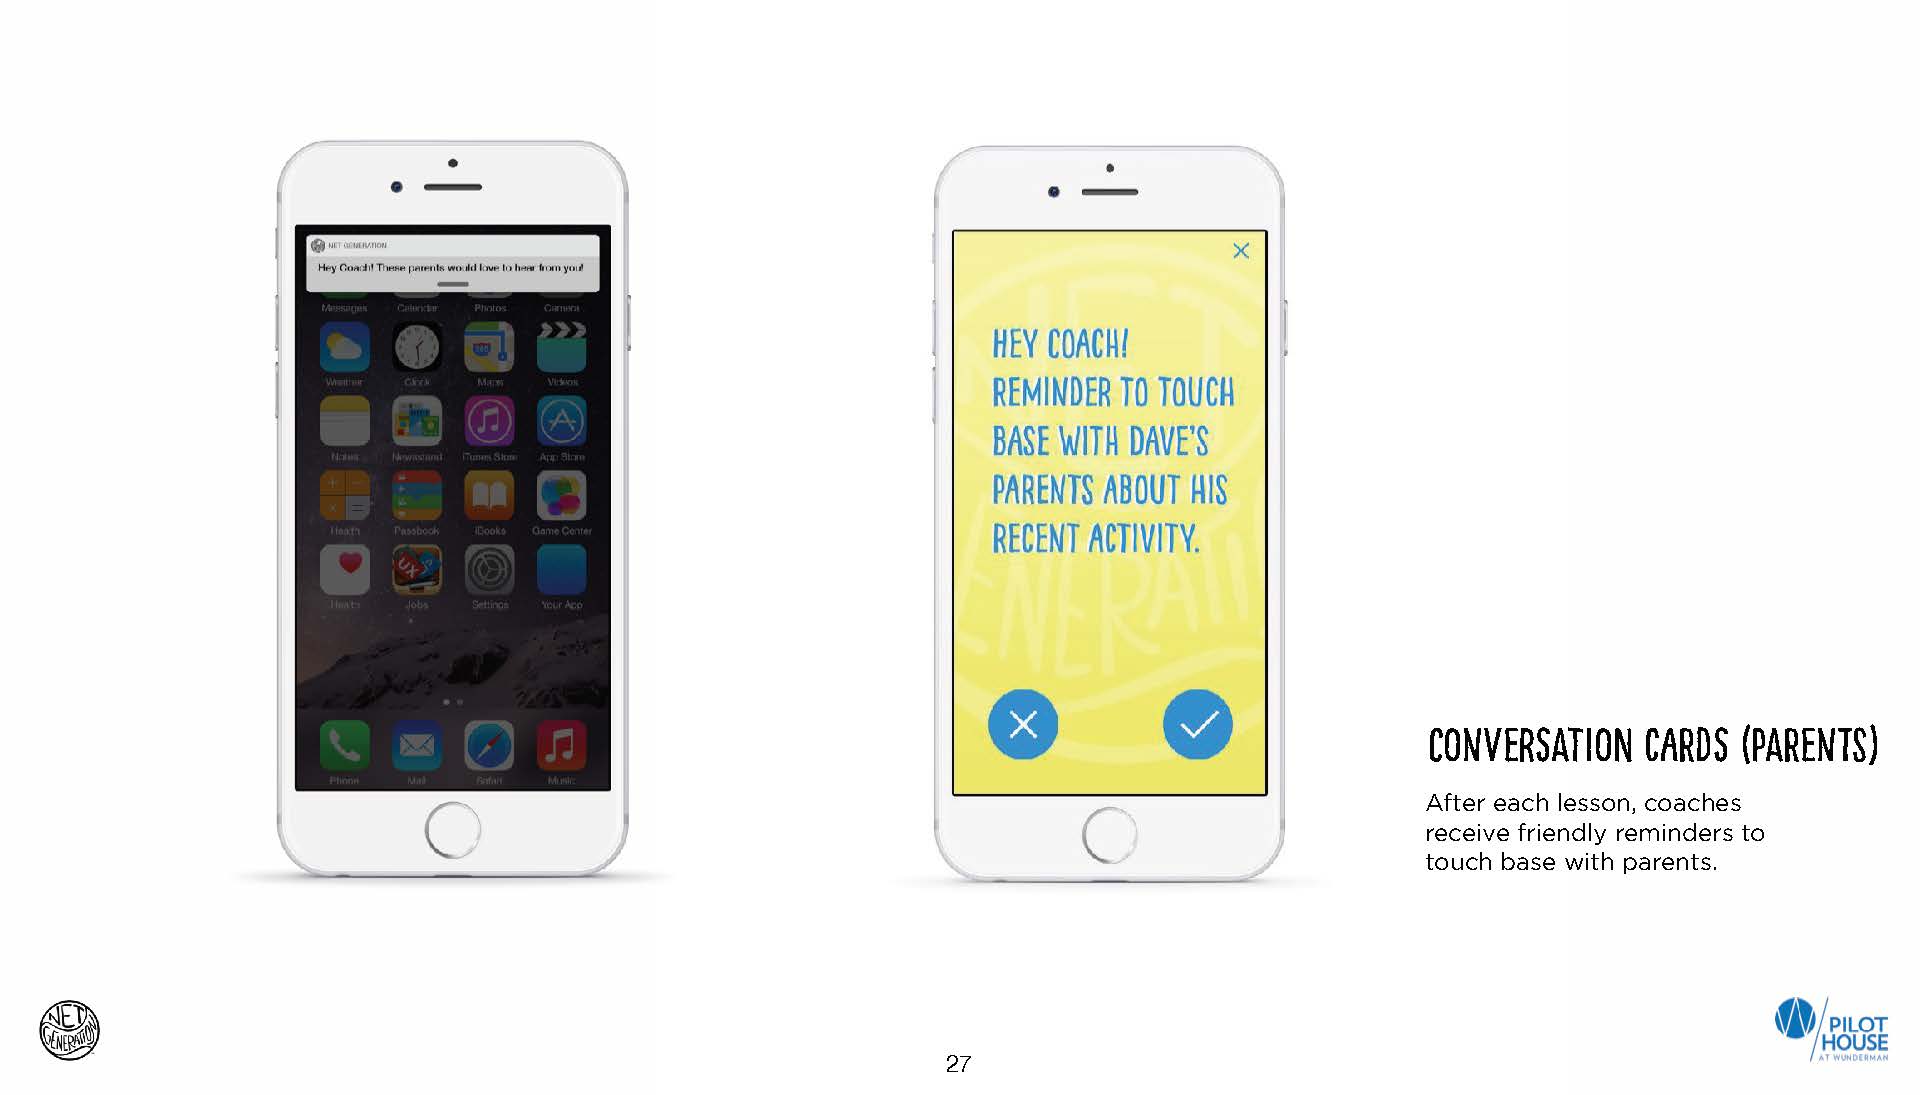 NET GENERATION
Hey Coach! These parents would love to hear from you!
Messages Calendar Photos Camera
Weather Clock Maps Videos
Notes Newsstand iTunes Store App Store
Health Passbook iBooks Game Center
Health Jobs Settings Your App
Phone Mail Safari Music
HEY COACH!
REMINDER TO TOUCH
BASE WITH DAVE'S
PARENTS ABOUT HIS
RECENT ACTIVITY.
CONVERSATION CARDS (PARENTS)
After each lesson, coaches
receive friendly reminders to
touch base with parents.
NET
GENERATION
27
PILOT
HOUSE
AT WUNDERMAN